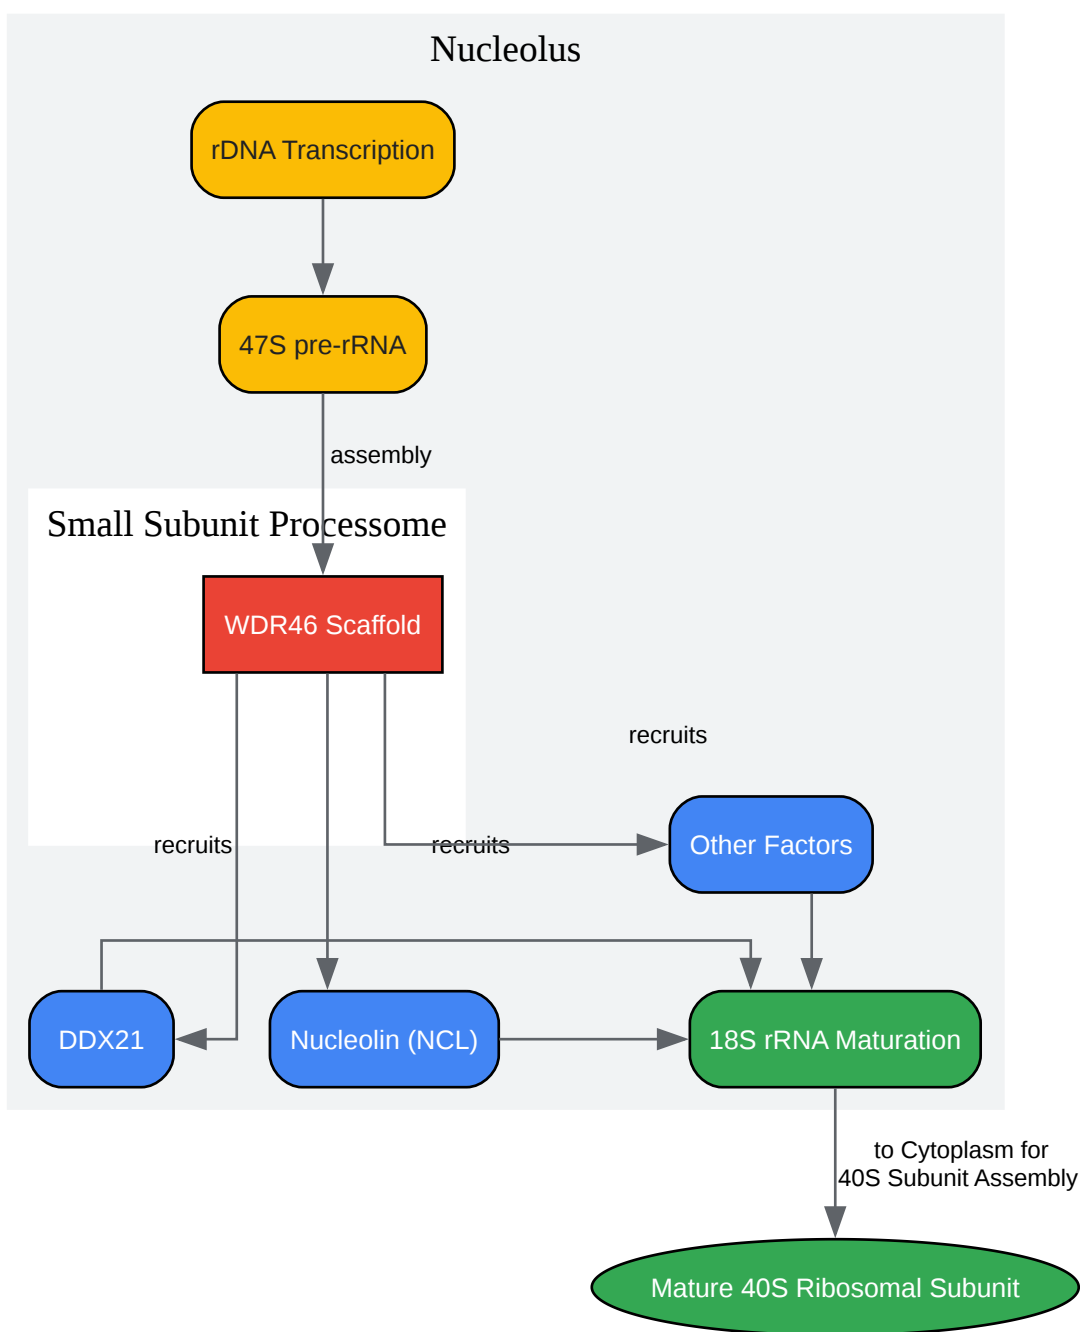 Nucleolus
rDNA Transcription
47S pre-rRNA
assembly
Small Subunit Processome
WDR46 Scaffold
recruits
recruits
recruits
Other Factors
DDX21
Nucleolin (NCL)
18S rRNA Maturation
to Cytoplasm for
40S Subunit Assembly
Mature 40S Ribosomal Subunit